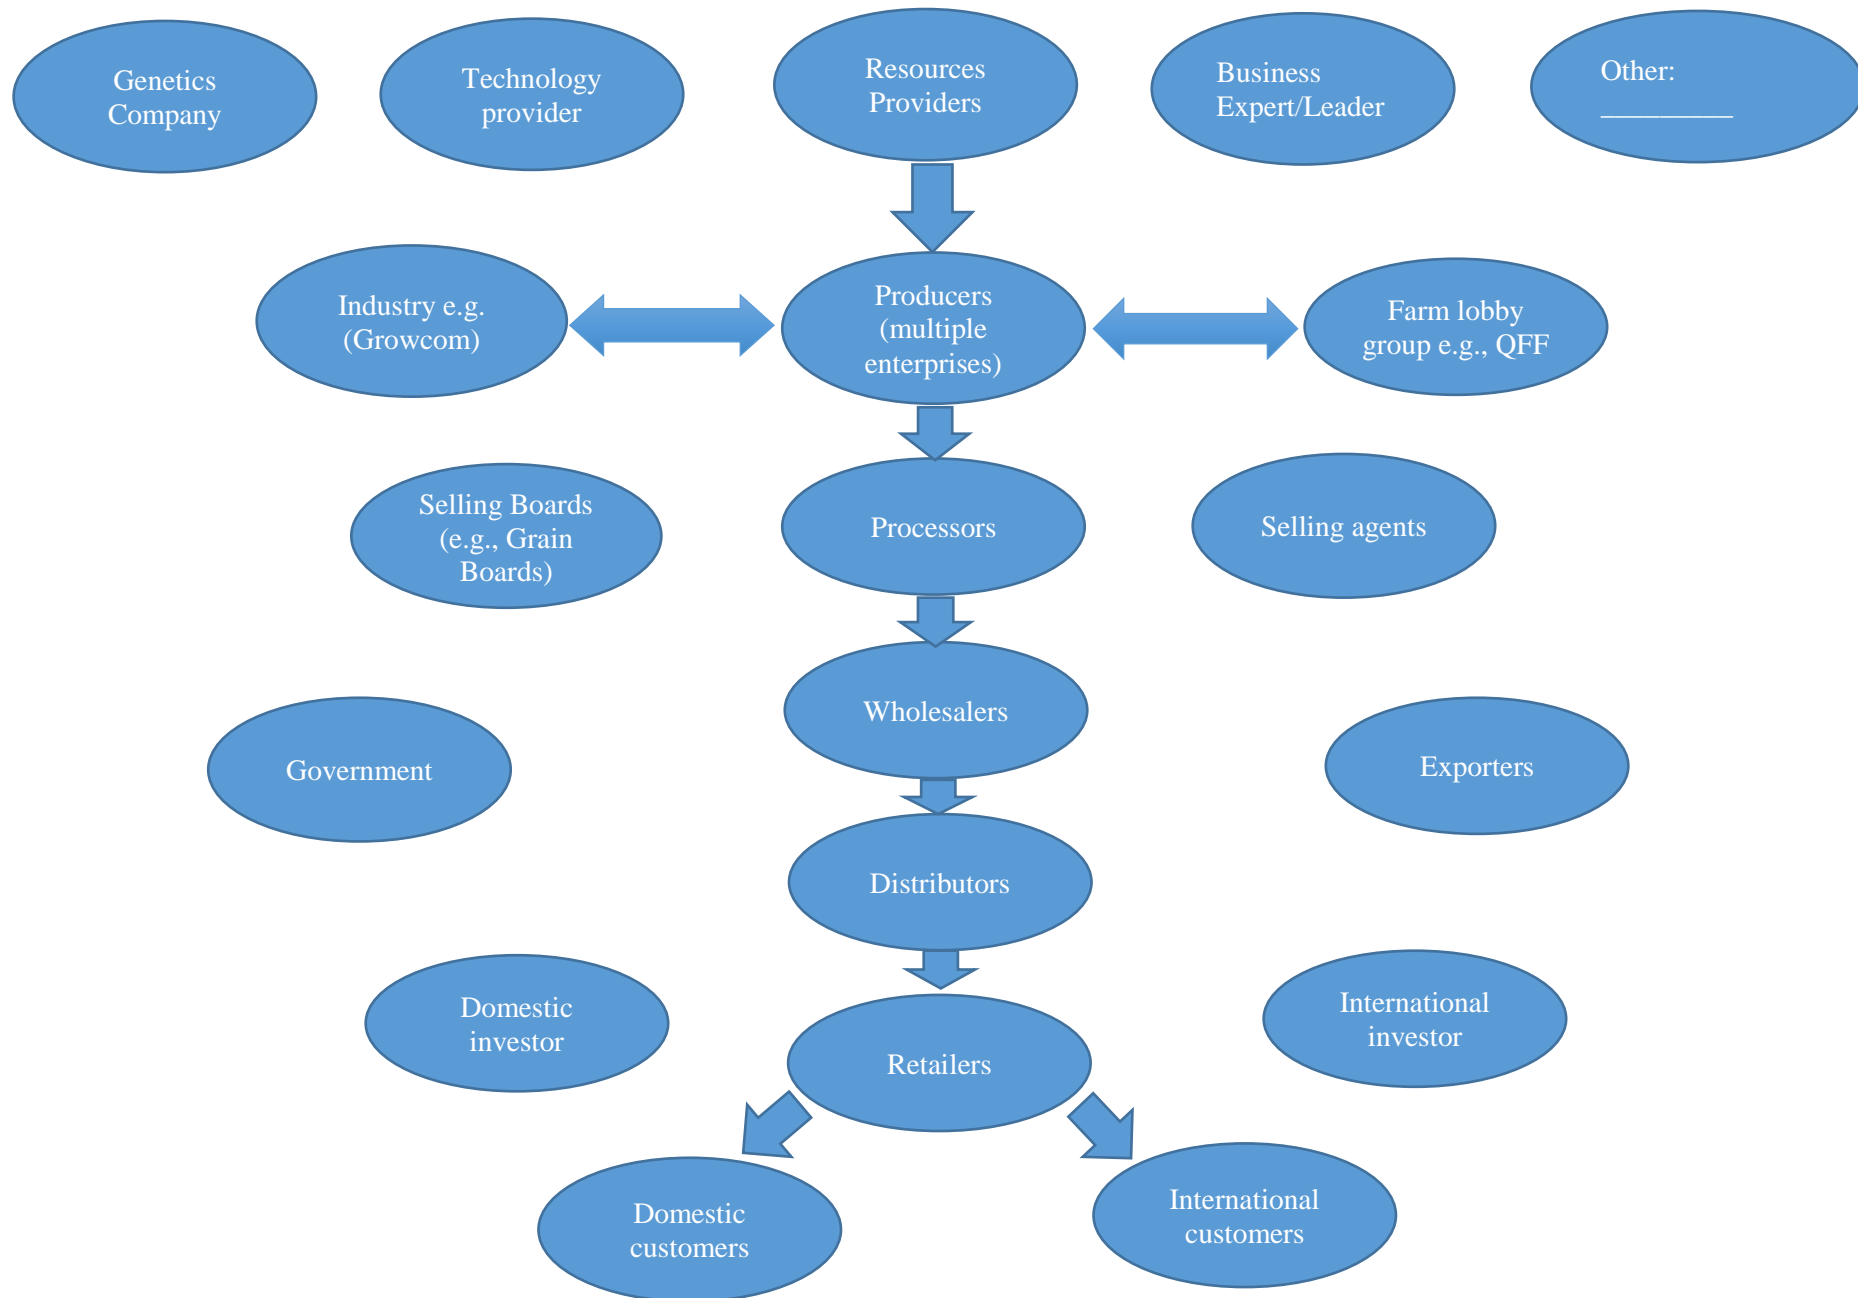 Genetics
Company
Technology
provider
Resources
Providers
Business
Expert/Leader
Other:
_________
Industry e.g.
(Growcom)
Producers
(multiple
enterprises)
Farm lobby
group e.g., QFF
Selling Boards
(e.g., Grain
Boards)
Processors
Selling agents
Wholesalers
Government
Exporters
Distributors
Domestic
investor
International
investor
Retailers
Domestic
customers
International
customers